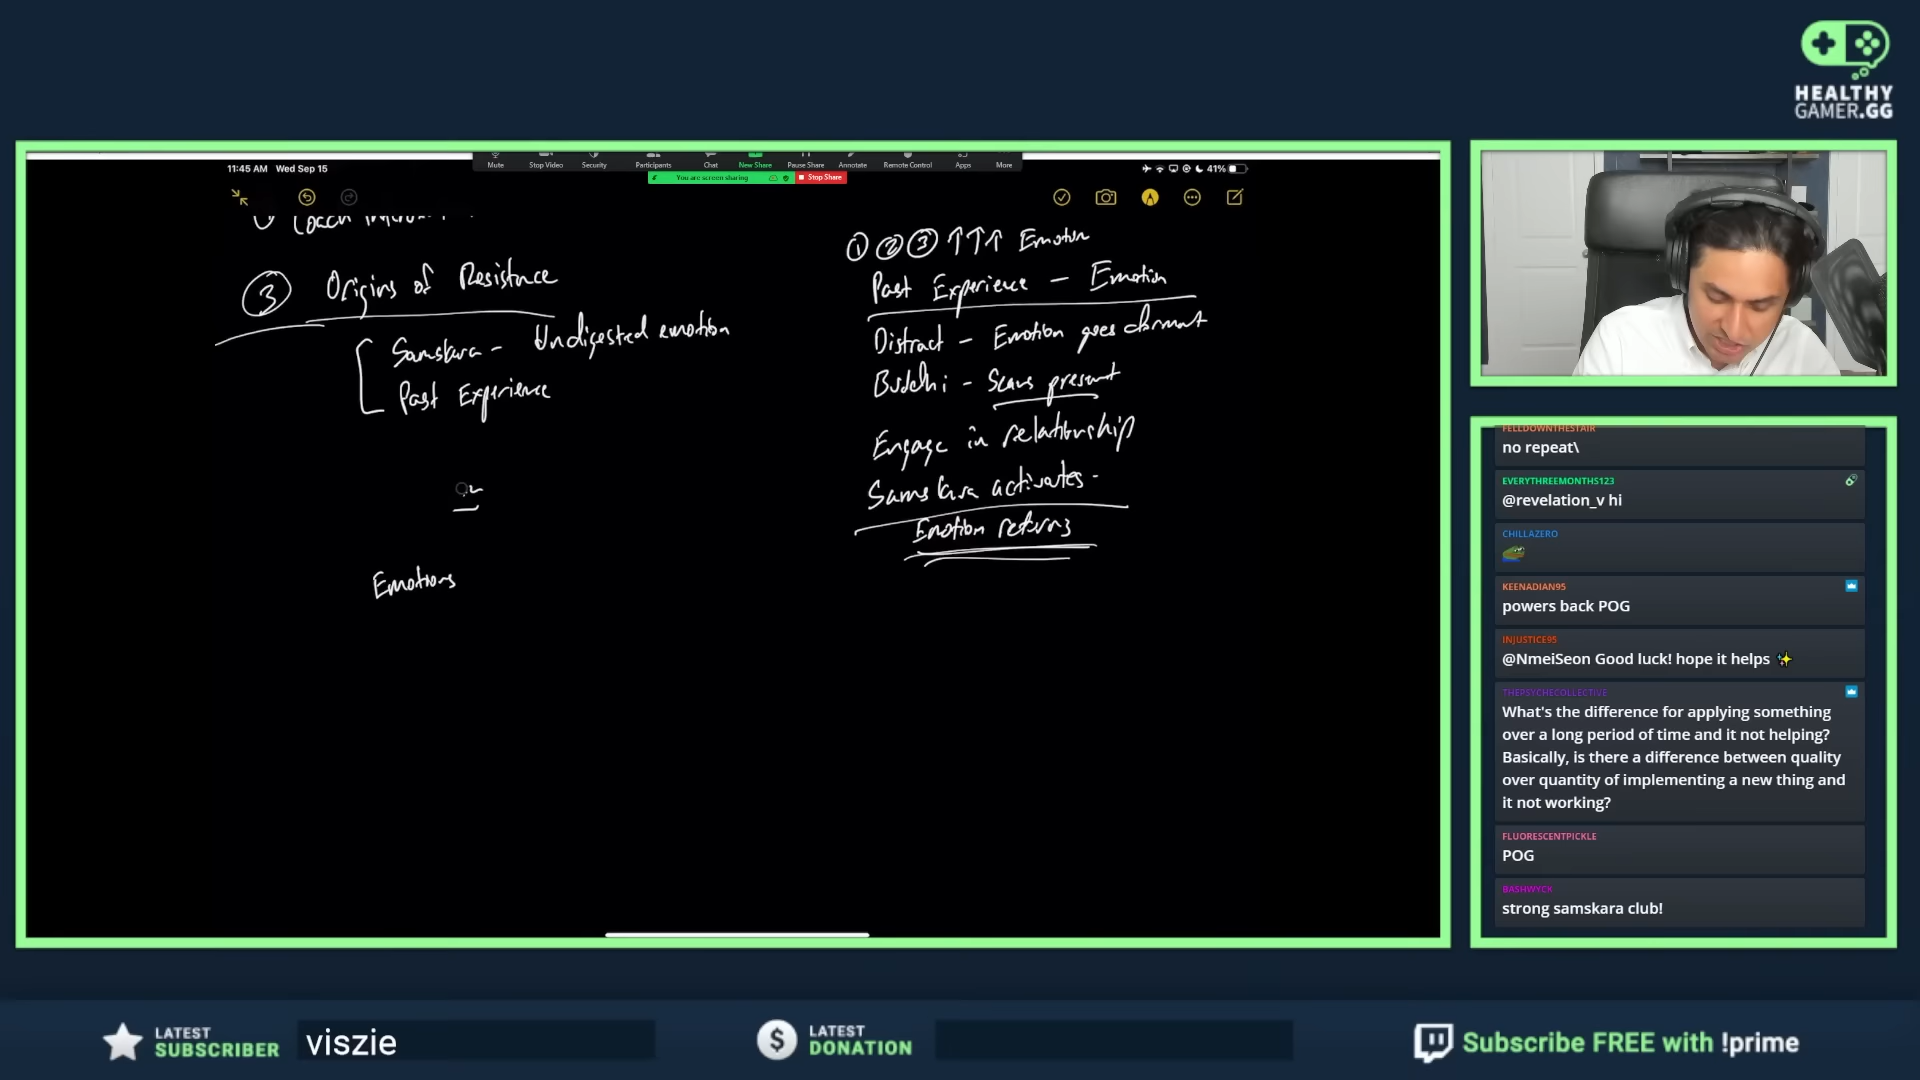 HEALTHY
GAMER.GG
11:45 AM Wed Sep 15
Mute Stop Video Security Participants Chat New Share Pause Share Annotate Remote Control Apps More
You are screen sharing Stop Share
41%
Coach
3 Origins of Resistance
Samskara - Undigested emotion
Past Experience
Emotions
1 2 3 ↑↑↑ Emotion
Past Experience - Emotion
Distract - Emotion goes dormant
Buddhi - Scans present
Engage in relationship
Samskara activates -
Emotion returns
FELLDOWNTHESTAIR
no repeat\
EVERYTHREEMONTHS123
@revelation_v hi
CHILLAZERO
KEENADIAN95
powers back POG
INJUSTICE95
@NmeiSeon Good luck! hope it helps ✨
THEPSYCHECOLLECTIVE
What's the difference for applying something
over a long period of time and it not helping?
Basically, is there a difference between quality
over quantity of implementing a new thing and
it not working?
FLUORESCENTPICKLE
POG
BASHWYCK
strong samskara club!
LATEST
SUBSCRIBER
viszie
$
LATEST
DONATION
Subscribe FREE with !prime